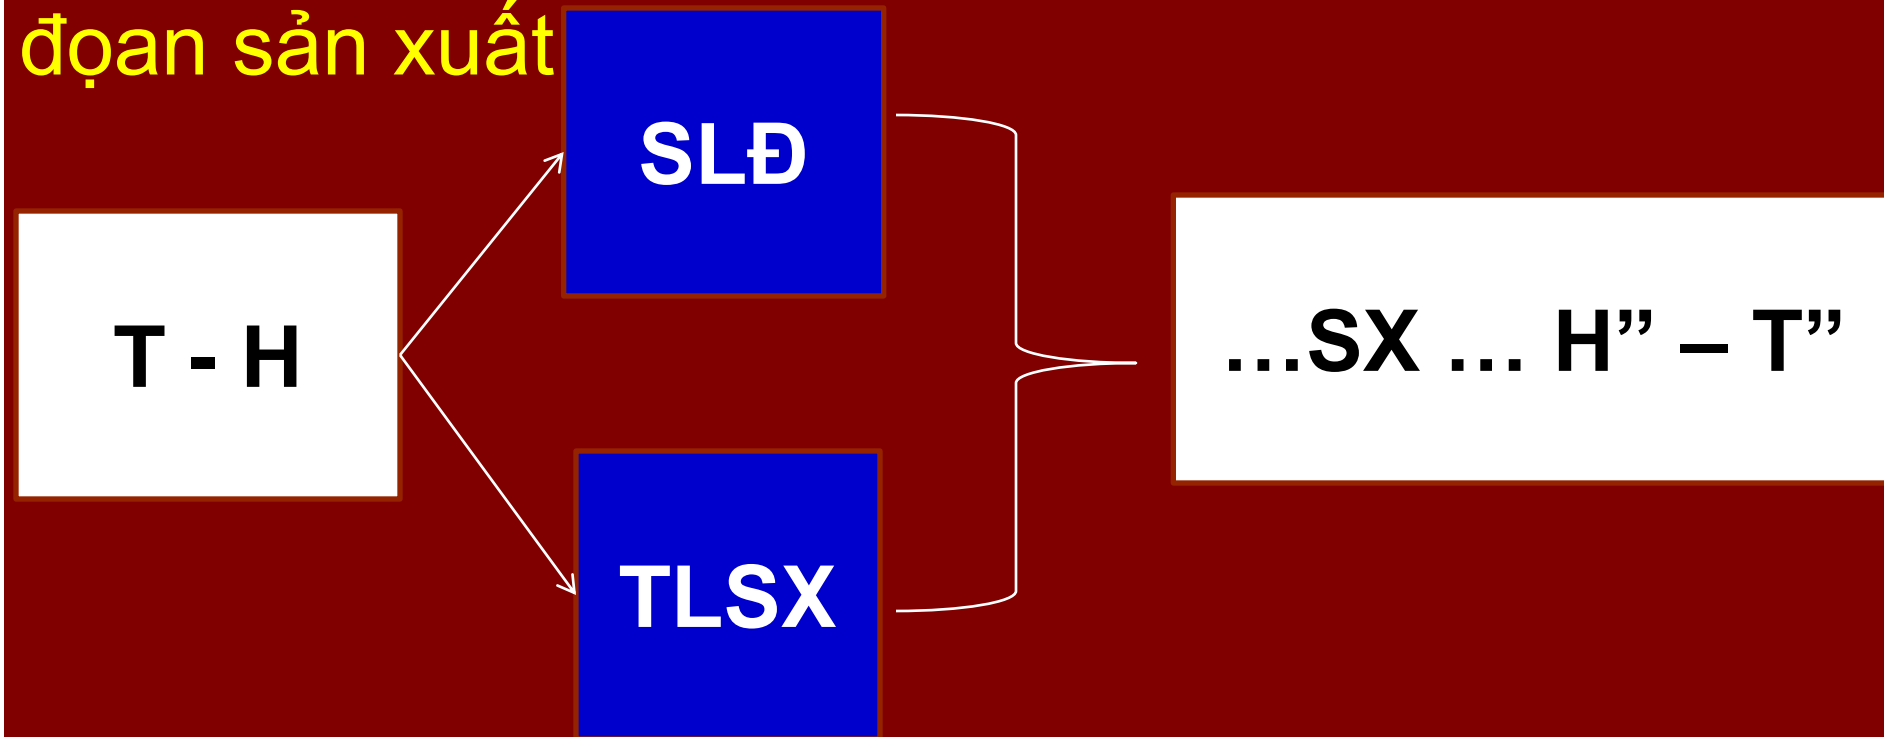 đọan sản xuất
SLĐ
T - H
…SX … H” – T”
TLSX